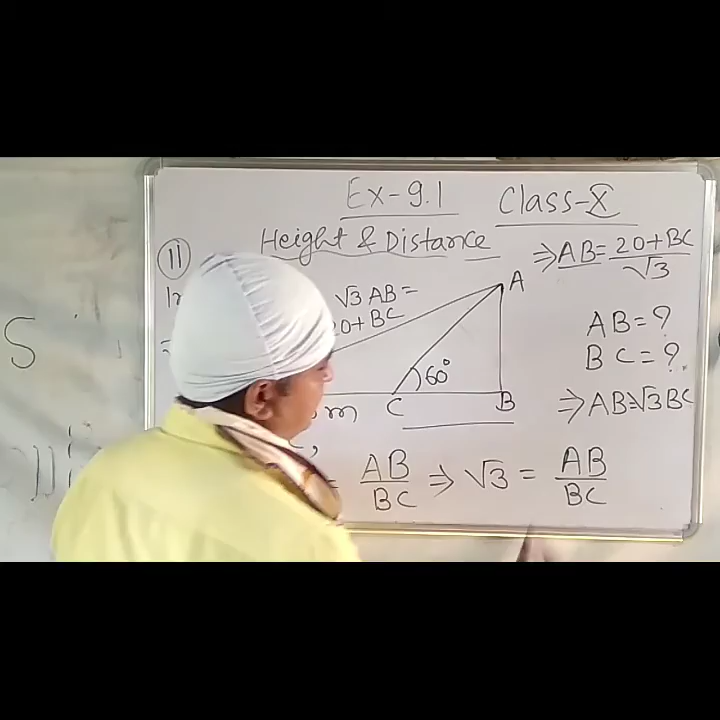 Ex-9.1 Class-X
Height & Distance
11
⇒ AB = 20+BC/√3
√3 AB =
20+BC
A
60°
AB = ?
BC = ?
m C B
⇒ AB=√3 BC
= AB/BC ⇒ √3 = AB/BC
S